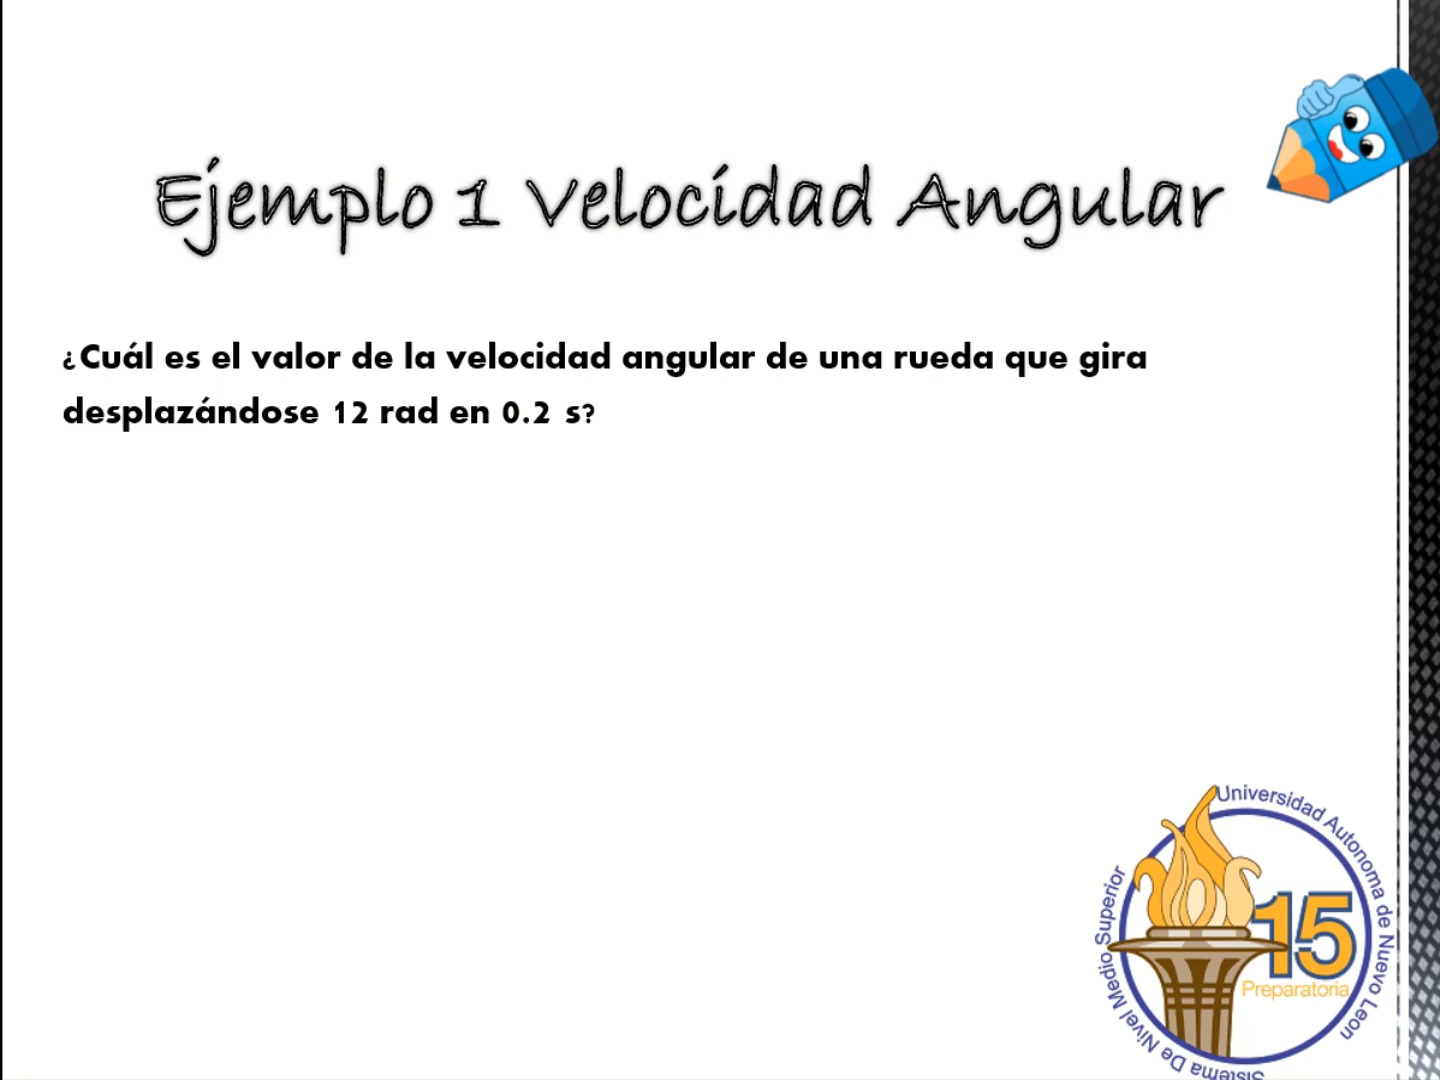 Ejemplo 1 Velocidad Angular
¿Cuál es el valor de la velocidad angular de una rueda que gira
desplazándose 12 rad en 0.2 s?
Universidad Autonoma de Nuevo Leon
15
Preparatoria
Sistema De Nivel Medio Superior